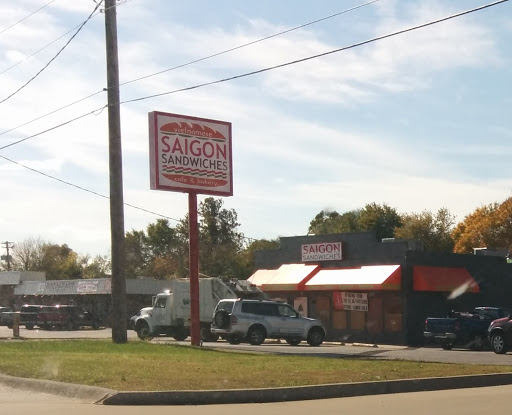 vietnamese
SAIGON
SANDWICHES
cafe & bakery
SAIGON
SANDWICHES